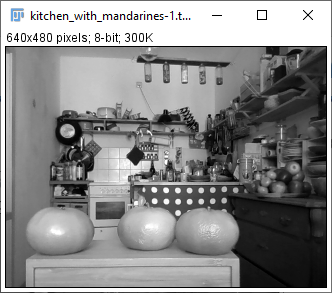 kitchen_with_mandarines-1.t...
640x480 pixels; 8-bit; 300K